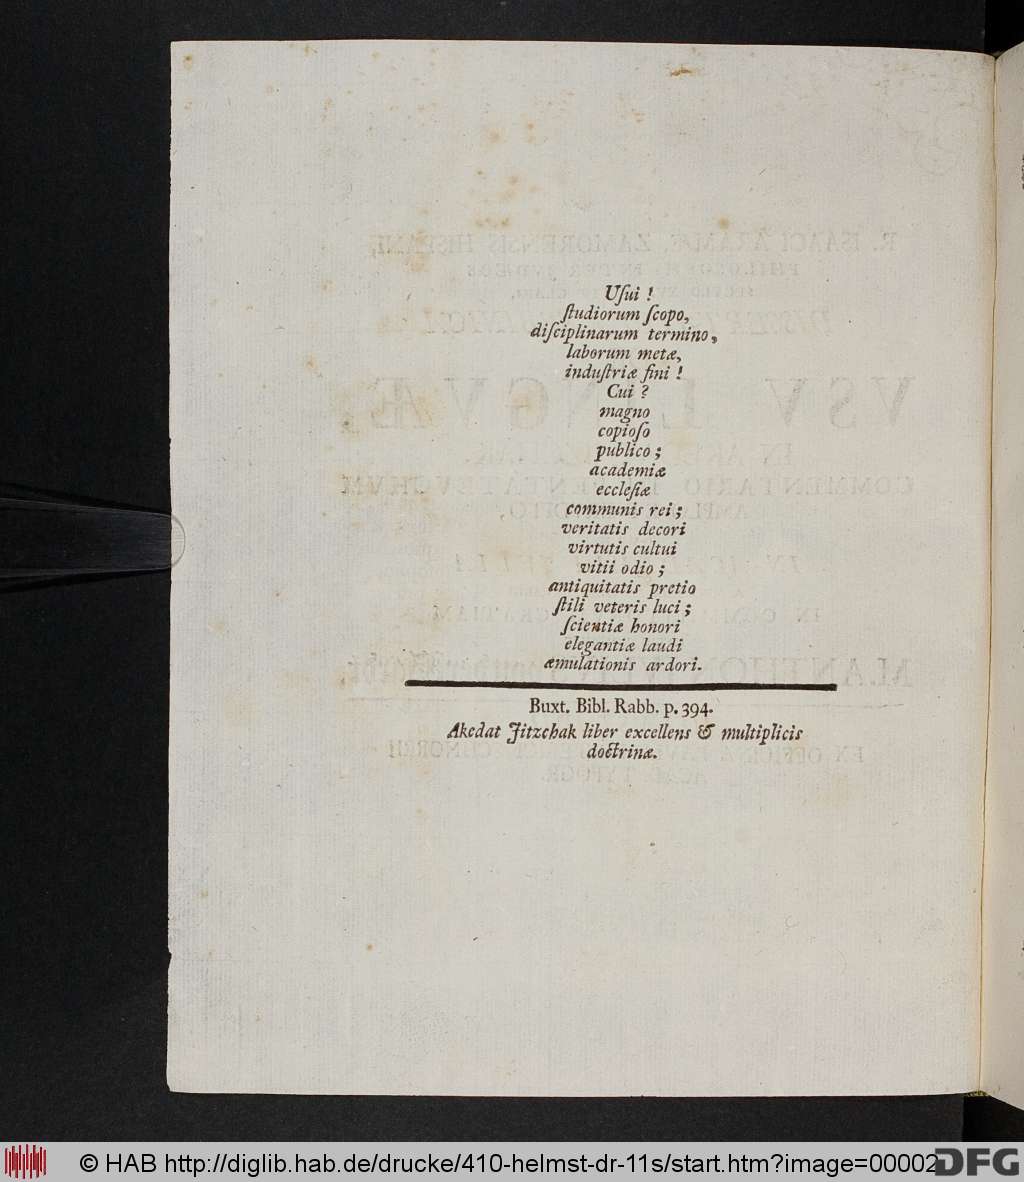 Uſui !
ſtudiorum ſcopo,
diſciplinarum termino,
laborum metæ,
induſtriæ fini !
Cui ?
magno
copioſo
publico ;
academiæ
eccleſiæ
communis rei ;
veritatis decori
virtutis cultui
vitii odio ;
antiquitatis pretio
ſtili veteris luci ;
ſcientiæ honori
elegantiæ laudi
æmulationis ardori.
Buxt. Bibl. Rabb. p. 394.
Akedat Jitzchak liber excellens & multiplicis
doctrinæ.
© HAB http://diglib.hab.de/drucke/410-helmst-dr-11s/start.htm?image=00002
DFG